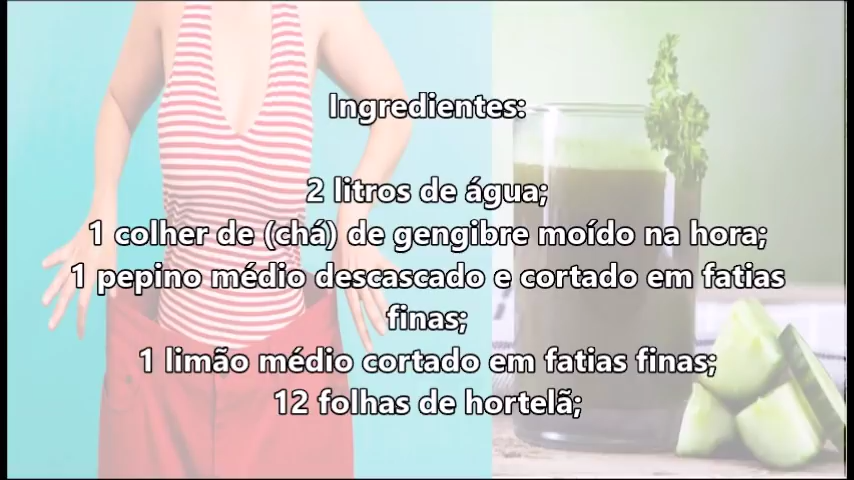 Ingredientes:
2 litros de água;
1 colher de (chá) de gengibre moído na hora;
1 pepino médio descascado e cortado em fatias
finas;
1 limão médio cortado em fatias finas;
12 folhas de hortelã;